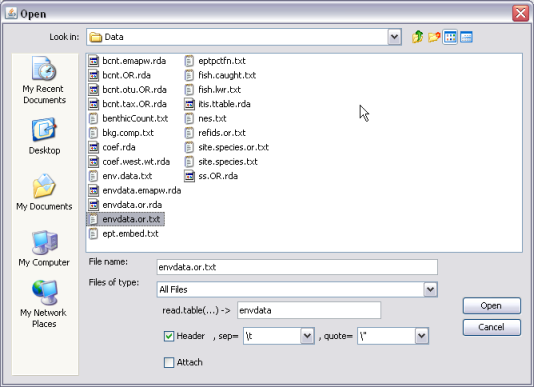 Open
Look in:
Data
My Recent
Documents
Desktop
My Documents
My Computer
My Network
Places
bcnt.emapw.rda
bcnt.OR.rda
bcnt.otu.OR.rda
bcnt.tax.OR.rda
benthicCount.txt
bkg.comp.txt
coef.rda
coef.west.wt.rda
env.data.txt
envdata.emapw.rda
envdata.or.rda
envdata.or.txt
ept.embed.txt
eptpctfn.txt
fish.caught.txt
fish.lwr.txt
itis.ttable.rda
nes.txt
refids.or.txt
site.species.or.txt
site.species.txt
ss.OR.rda
File name:
envdata.or.txt
Files of type:
All Files
read.table(...) -> envdata
Header , sep= \t , quote= \"
Attach
Open
Cancel